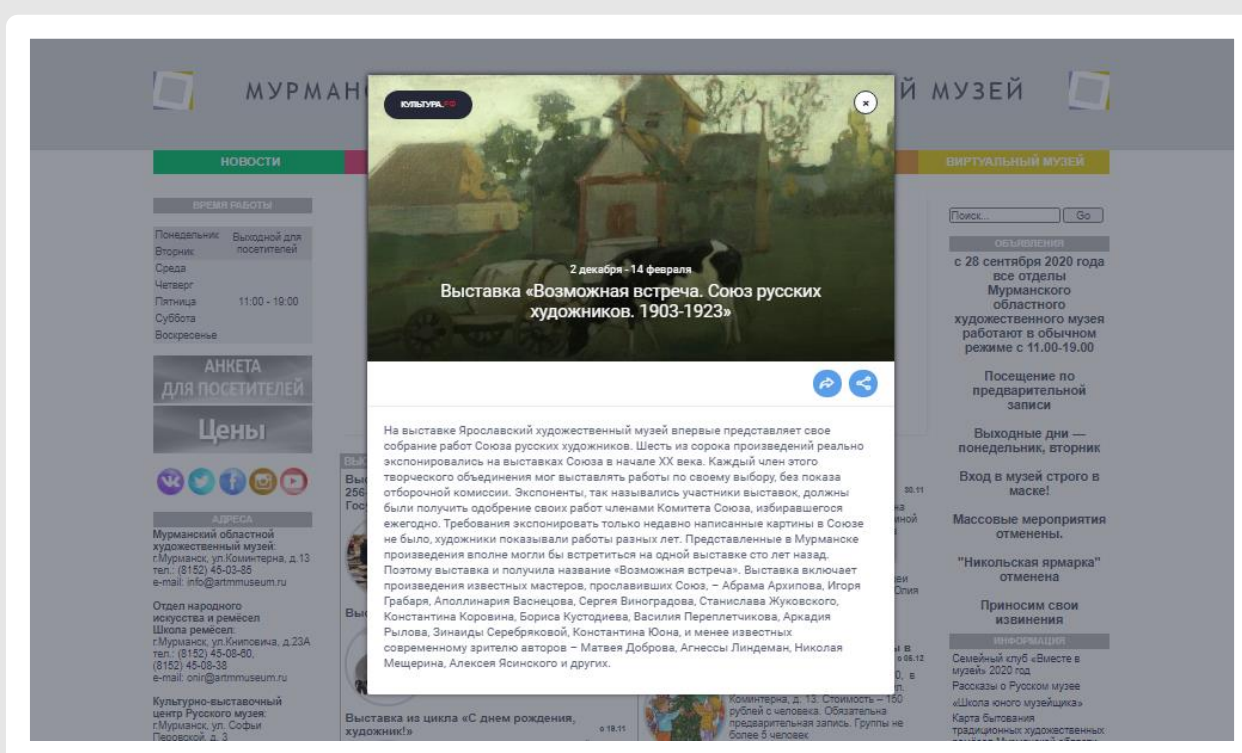 МУРМАН
Й МУЗЕЙ
КУЛЬТУРА.РФ
×
НОВОСТИ
ВИРТУАЛЬНЫЙ МУЗЕЙ
2 декабря - 14 февраля
Выставка «Возможная встреча. Союз русских
художников. 1903-1923»
На выставке Ярославский художественный музей впервые представляет свое
собрание работ Союза русских художников. Шесть из сорока произведений реально
экспонировались на выставках Союза в начале XX века. Каждый член этого
творческого объединения мог выставлять работы по своему выбору, без показа
отборочной комиссии. Экспоненты, так назывались участники выставок, должны
были получить одобрение своих работ членами Комитета Союза, избиравшегося
ежегодно. Требования экспонировать только недавно написанные картины в Союзе
не было, художники показывали работы разных лет. Представленные в Мурманске
произведения вполне могли бы встретиться на одной выставке сто лет назад.
Поэтому выставка и получила название «Возможная встреча». Выставка включает
произведения известных мастеров, прославивших Союз, – Абрама Архипова, Игоря
Грабаря, Аполлинария Васнецова, Сергея Виноградова, Станислава Жуковского,
Константина Коровина, Бориса Кустодиева, Василия Переплетчикова, Аркадия
Рылова, Зинаиды Серебряковой, Константина Юона, и менее известных
современному зрителю авторов – Матвея Доброва, Агнессы Линдеман, Николая
Мещерина, Алексея Ясинского и других.
ВРЕМЯ РАБОТЫ
Понедельник
Вторник
Выходной для
посетителей
Среда
Четверг
Пятница 11:00 - 19:00
Суббота
Воскресенье
АНКЕТА
ДЛЯ ПОСЕТИТЕЛЕЙ
Цены
АДРЕСА
Мурманский областной
художественный музей:
г.Мурманск, ул.Коминтерна, д.13
тел.: (8152) 45-03-85
e-mail: info@artmmuseum.ru
Отдел народного
искусства и ремёсел
Школа ремёсел:
г.Мурманск, ул.Книповича, д.23А
тел.: (8152) 45-08-60,
(8152) 45-08-38
e-mail: onir@artmmuseum.ru
Культурно-выставочный
центр Русского музея:
г.Мурманск, ул. Софьи
Перовской, д. 3
Выставка из цикла «С днем рождения,
художник!»
о 18.11
30.11
о 05.12
Коминтерна, д. 13. Стоимость – 150
рублей с человека. Обязательна
предварительная запись. Группы не
более 5 человек
Поиск...
Go
ОБЪЯВЛЕНИЯ
с 28 сентября 2020 года
все отделы
Мурманского
областного
художественного музея
работают в обычном
режиме с 11.00-19.00
Посещение по
предварительной
записи
Выходные дни —
понедельник, вторник
Вход в музей строго в
маске!
Массовые мероприятия
отменены.
"Никольская ярмарка"
отменена
Приносим свои
извинения
ИНФОРМАЦИЯ
Семейный клуб «Вместе в
музей» 2020 год
Рассказы о Русском музее
«Школа юного музейщика»
Карта бытования
традиционных художественных